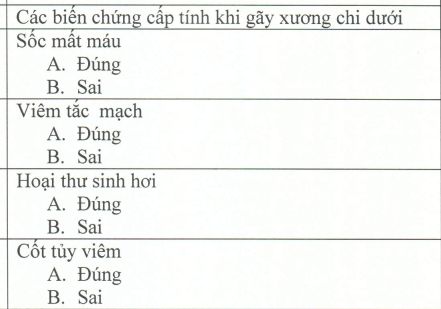 Các biến chứng cấp tính khi gãy xương chi dưới
Sốc mất máu
A. Đúng
B. Sai
Viêm tắc mạch
A. Đúng
B. Sai
Hoại thư sinh hơi
A. Đúng
B. Sai
Cốt tủy viêm
A. Đúng
B. Sai